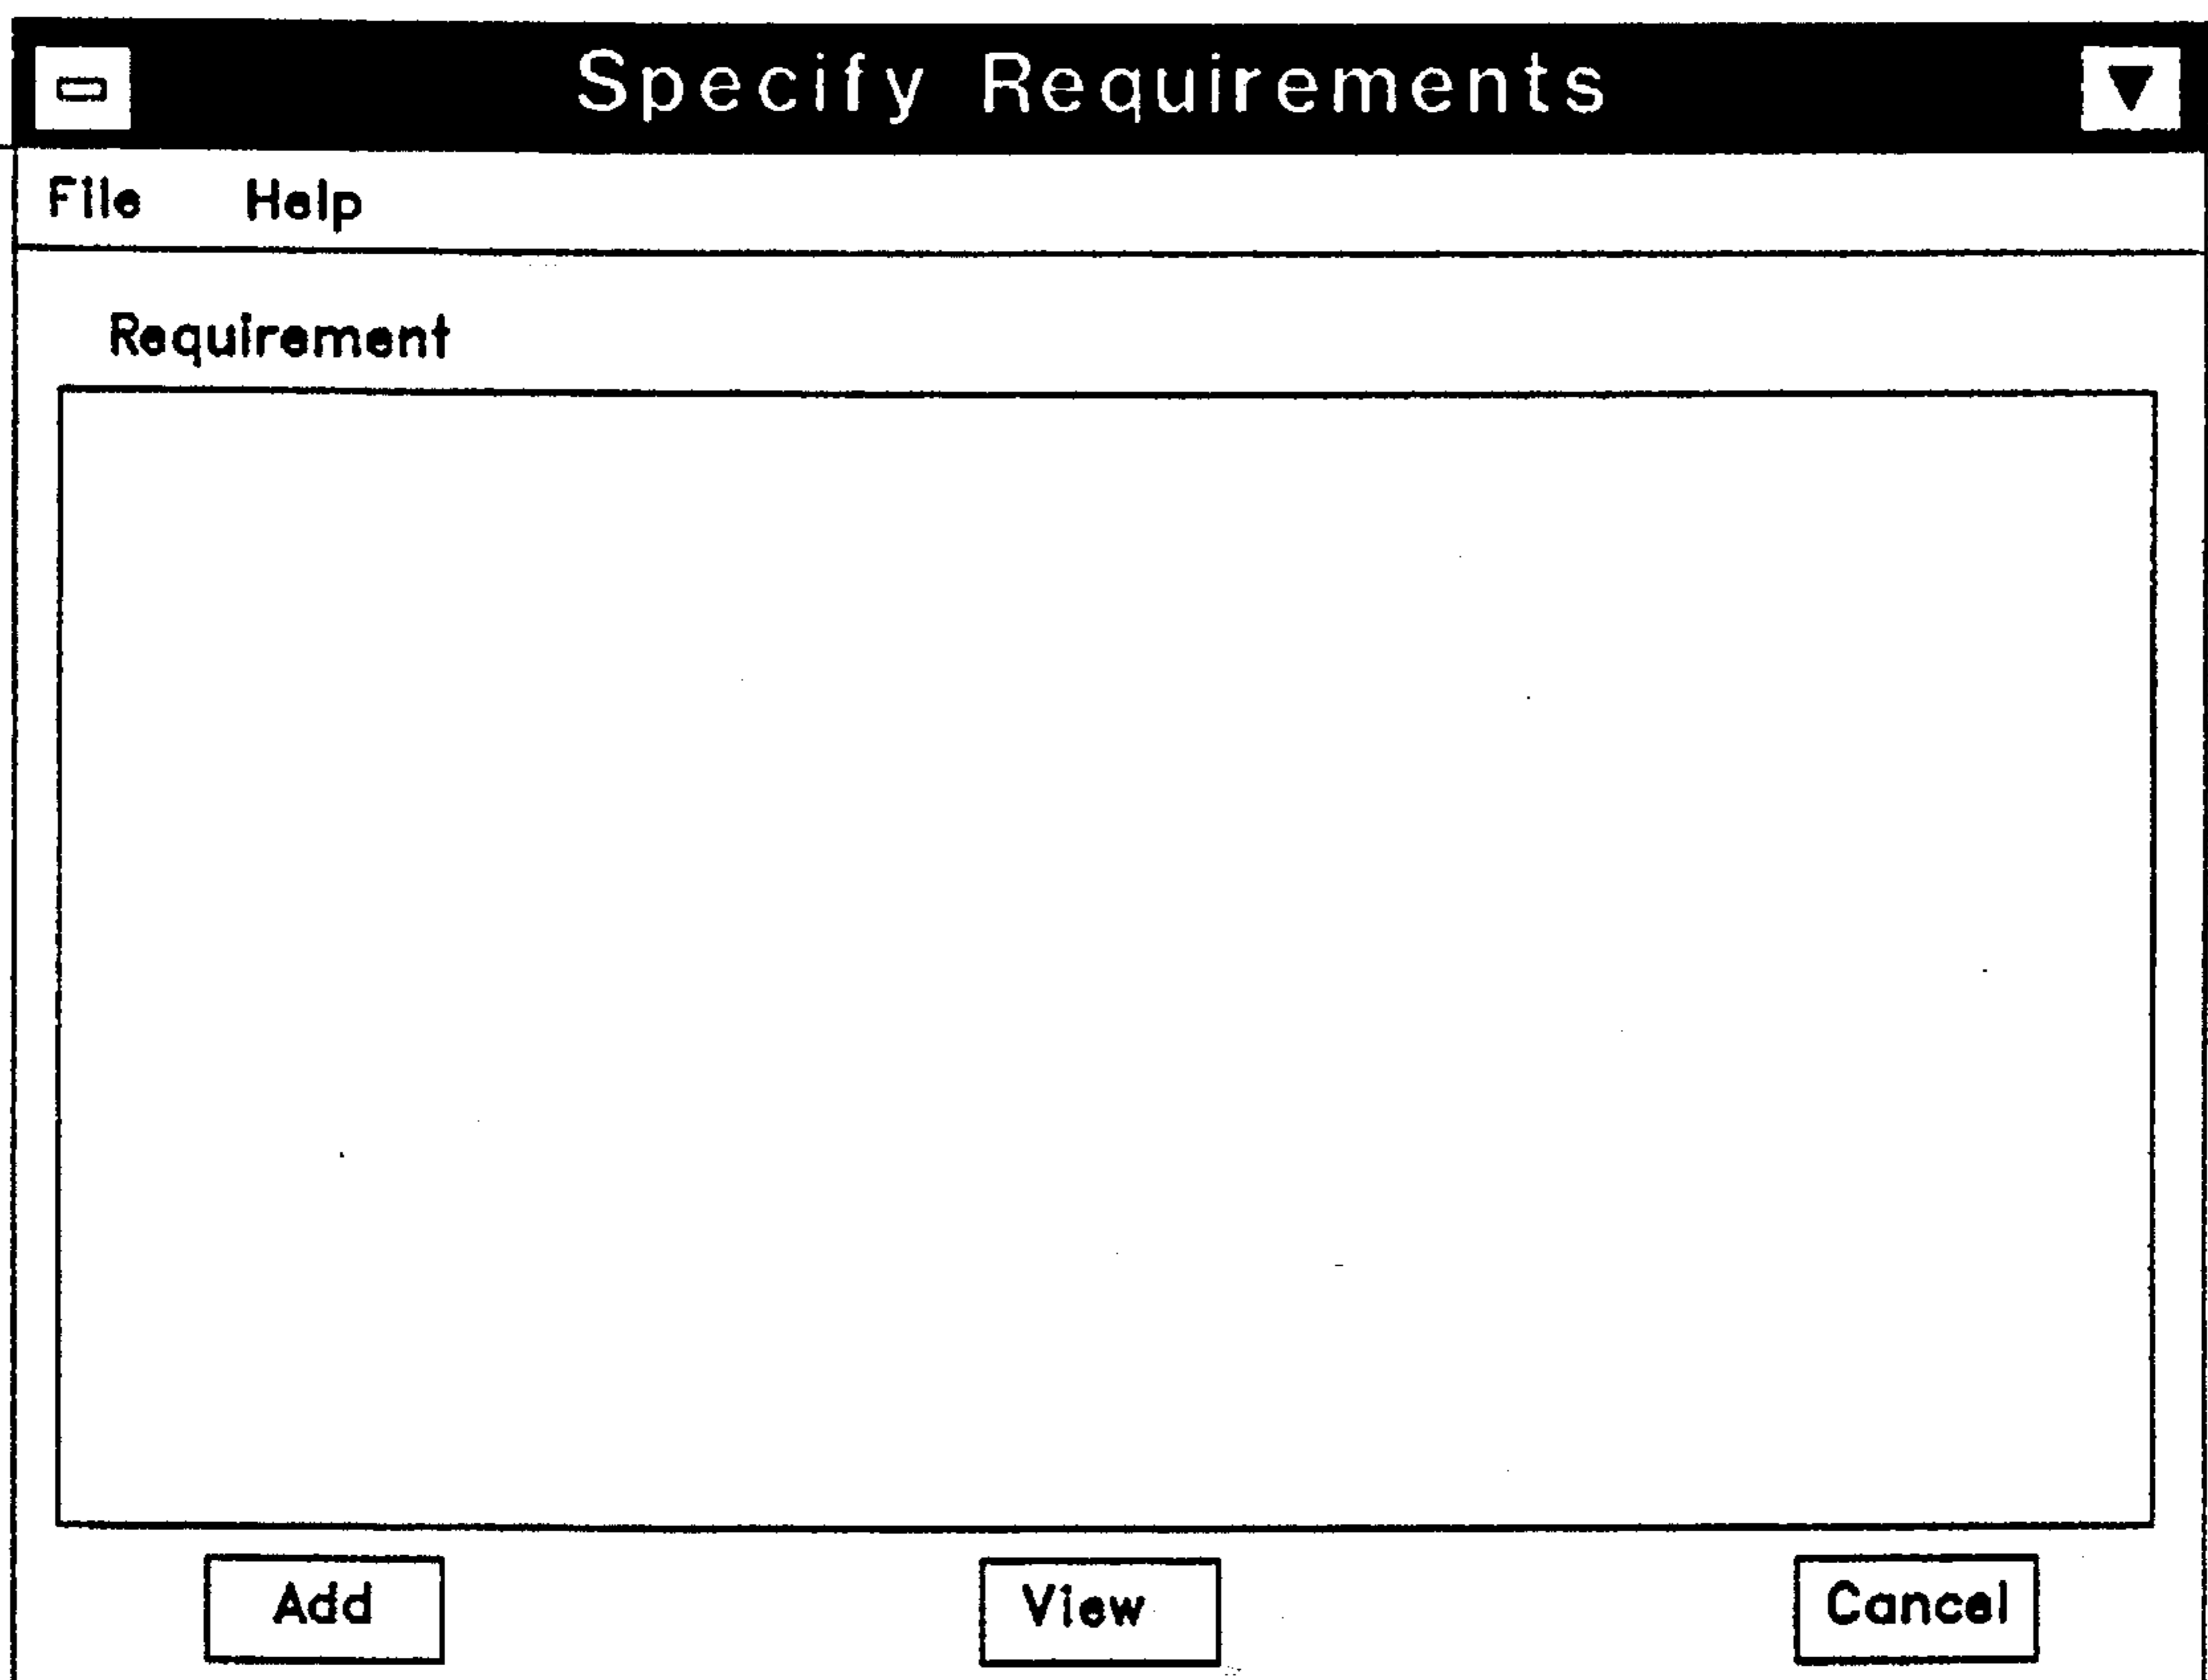 Specify Requirements
File Help
Requirement
Add View Cancel